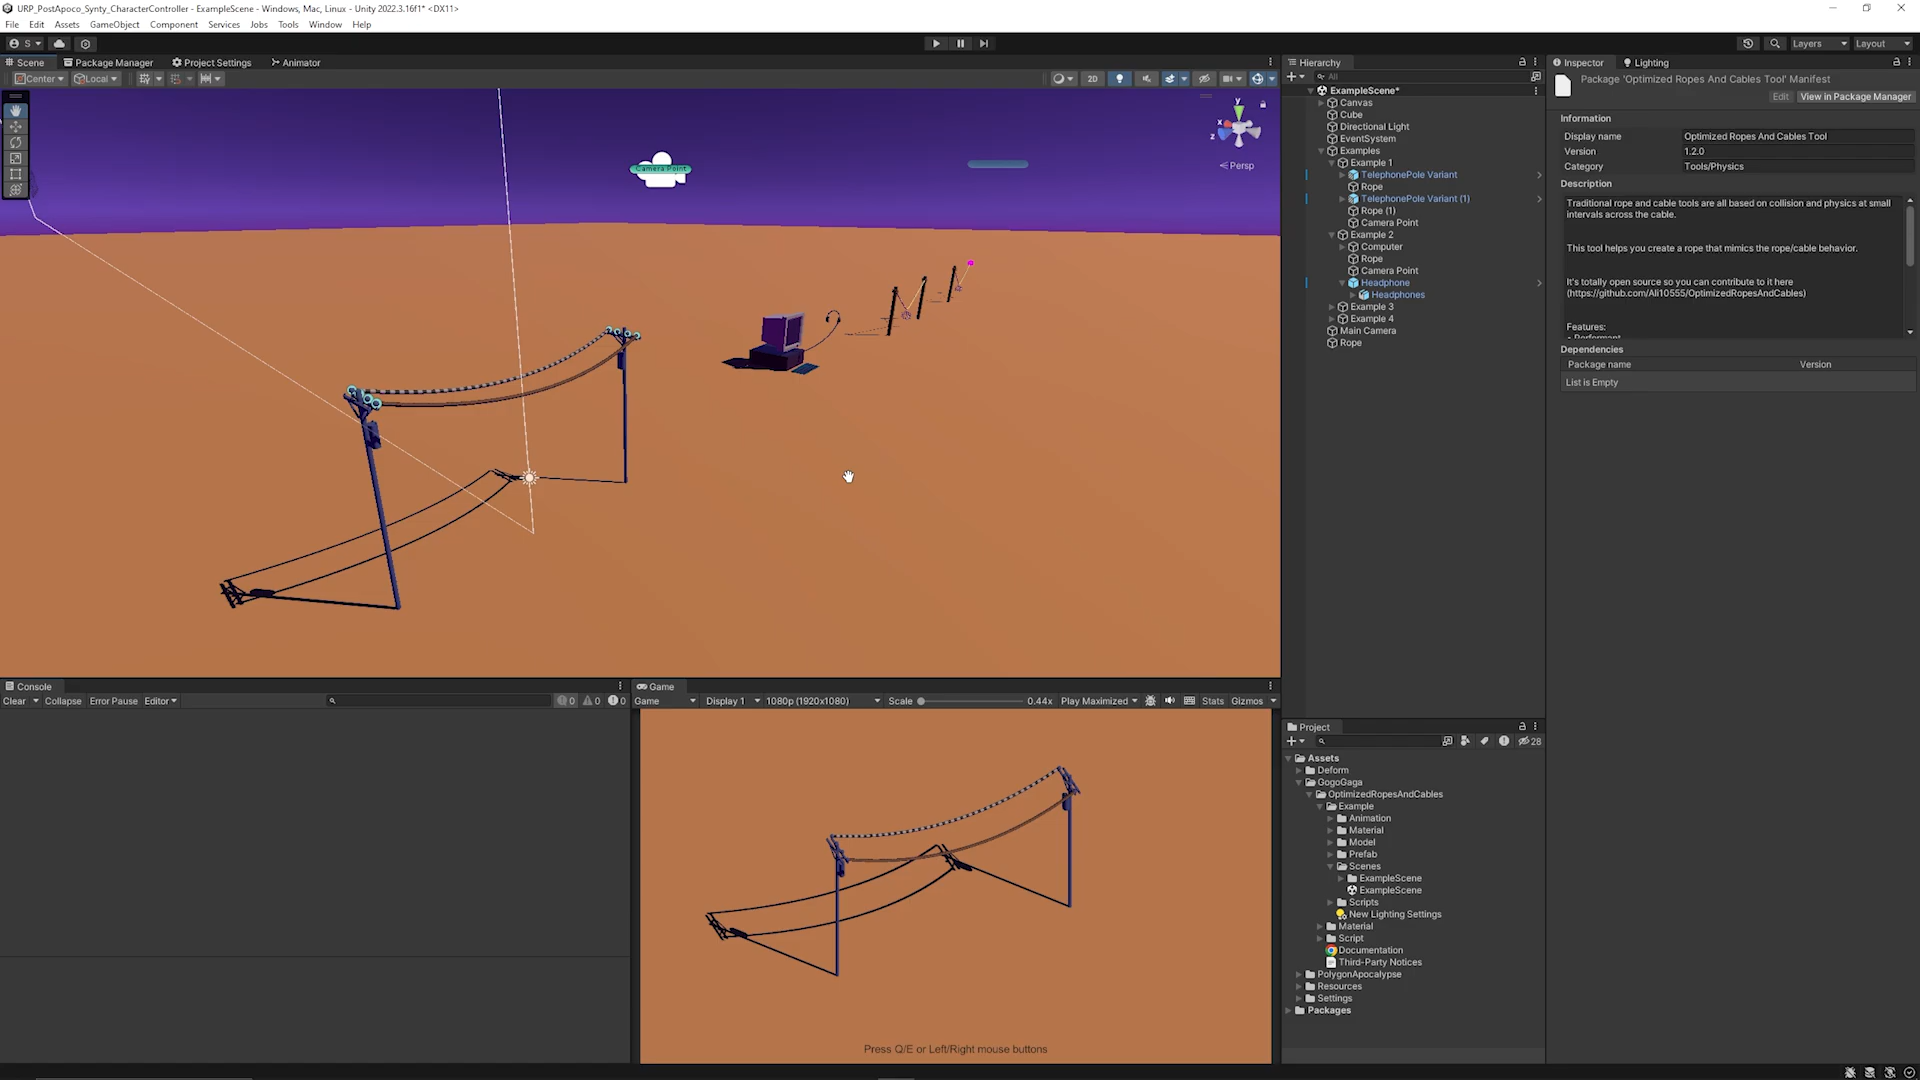 URP_PostApoco_Synty_CharacterController - ExampleScene - Windows, Mac, Linux - Unity 2022.3.16f1* <DX11>
File Edit Assets GameObject Component Services Jobs Tools Window Help
S Layers Layout
Scene Package Manager Project Settings Animator
Center Local 2D
y
x
z
Persp
Camera Point
Hierarchy
All
ExampleScene*
Canvas
Cube
Directional Light
EventSystem
Examples
Example 1
TelephonePole Variant
Rope
TelephonePole Variant (1)
Rope (1)
Camera Point
Example 2
Computer
Rope
Camera Point
Headphone
Headphones
Example 3
Example 4
Main Camera
Rope
Inspector Lighting
Package 'Optimized Ropes And Cables Tool' Manifest
Edit View in Package Manager
Information
Display name Optimized Ropes And Cables Tool
Version 1.2.0
Category Tools/Physics
Description
Traditional rope and cable tools are all based on collision and physics at small
intervals across the cable.
This tool helps you create a rope that mimics the rope/cable behavior.
It's totally open source so you can contribute to it here
(https://github.com/Ali10555/OptimizedRopesAndCables)
Features:
Dependencies
Package name Version
List is Empty
Console
Clear Collapse Error Pause Editor 0 0 0
Game
Game Display 1 1080p (1920x1080) Scale 0.44x Play Maximized Stats Gizmos
Press Q/E or Left/Right mouse buttons
Project
28
Assets
Deform
GogoGaga
OptimizedRopesAndCables
Example
Animation
Material
Model
Prefab
Scenes
ExampleScene
ExampleScene
Scripts
New Lighting Settings
Material
Script
Documentation
Third-Party Notices
PolygonApocalypse
Resources
Settings
Packages